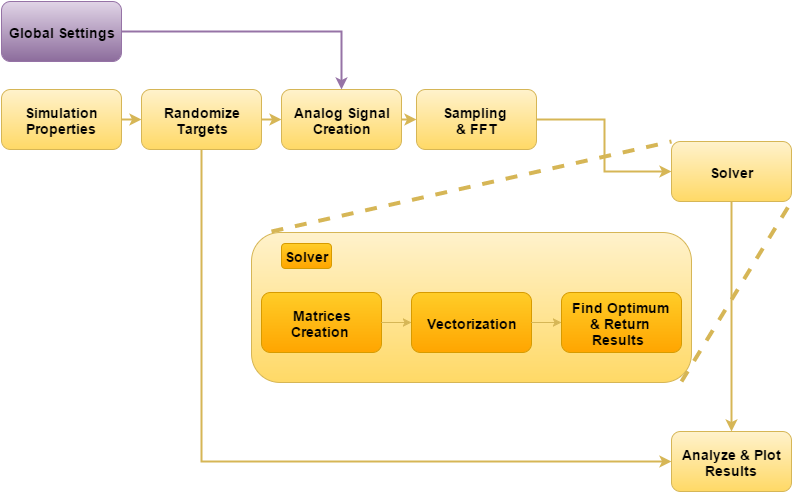 Global Settings
Simulation
Properties
Randomize
Targets
Analog Signal
Creation
Sampling
& FFT
Solver
Solver
Matrices
Creation
Vectorization
Find Optimum
& Return
Results
Analyze & Plot
Results